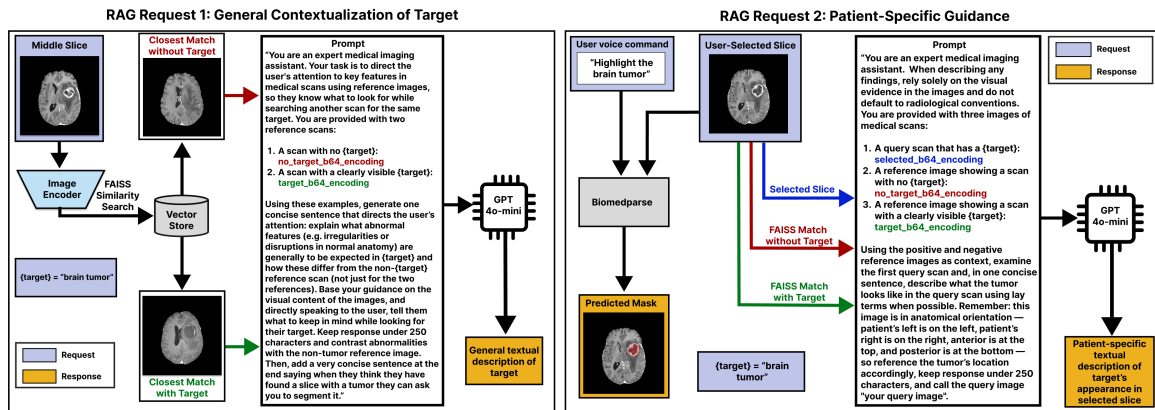 RAG Request 1: General Contextualization of Target
Middle Slice
Closest Match
without Target
Image
Encoder
FAISS
Similarity
Search
Vector
Store
{target} = "brain tumor"
Request
Response
Closest Match
with Target
Prompt
"You are an expert medical imaging
assistant. Your task is to direct the
user's attention to key features in
medical scans using reference images,
so they know what to look for while
searching another scan for the same
target. You are provided with two
reference scans:
1. A scan with no {target}:
no_target_b64_encoding
2. A scan with a clearly visible {target}:
target_b64_encoding
Using these examples, generate one
concise sentence that directs the user's
attention: explain what abnormal
features (e.g. irregularities or
disruptions in normal anatomy) are
generally to be expected in {target} and
how these differ from the non-{target}
reference scan (not just for the two
references). Base your guidance on the
visual content of the images, and
directly speaking to the user, tell them
what to keep in mind while looking for
their target. Keep response under 250
characters and contrast abnormalities
with the non-tumor reference image.
Then, add a very concise sentence at the
end saying when they think they have
found a slice with a tumor they can ask
you to segment it."
GPT
4o-mini
General textual
description of
target
RAG Request 2: Patient-Specific Guidance
User voice command
"Highlight the
brain tumor"
User-Selected Slice
Biomedparse
Predicted Mask
Selected Slice
FAISS Match
without Target
FAISS Match
with Target
{target} = "brain
tumor"
Prompt
"You are an expert medical imaging
assistant. When describing any
findings, rely solely on the visual
evidence in the images and do not
default to radiological conventions.
You are provided with three images of
medical scans:
1. A query scan that has a {target}:
selected_b64_encoding
2. A reference image showing a scan
with no {target}:
no_target_b64_encoding
3. A reference image showing a scan
with a clearly visible {target}:
target_b64_encoding
Using the positive and negative
reference images as context, examine
the first query scan and, in one concise
sentence, describe what the tumor
looks like in the query scan using lay
terms when possible. Remember: this
image is in anatomical orientation —
patient's left is on the left, patient's
right is on the right, anterior is at the
top, and posterior is at the bottom —
so reference the tumor's location
accordingly, keep response under 250
characters, and call the query image
"your query image".
Request
Response
GPT
4o-mini
Patient-specific
textual
description of
target's
appearance in
selected slice